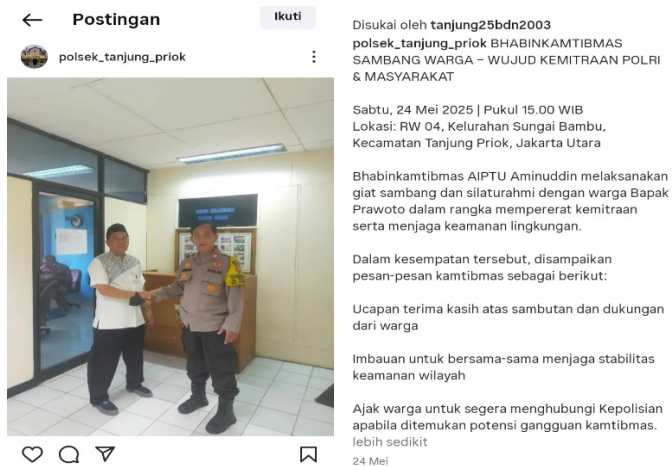 Postingan
Ikuti
polsek_tanjung_priok
Disukai oleh tanjung25bdn2003
polsek_tanjung_priok BHABINKAMTIBMAS
SAMBANG WARGA – WUJUD KEMITRAAN POLRI
& MASYARAKAT
Sabtu, 24 Mei 2025 | Pukul 15.00 WIB
Lokasi: RW 04, Kelurahan Sungai Bambu,
Kecamatan Tanjung Priok, Jakarta Utara
Bhabinkamtibmas AIPTU Aminuddin melaksanakan
giat sambang dan silaturahmi dengan warga Bapak
Prawoto dalam rangka mempererat kemitraan
serta menjaga keamanan lingkungan.
Dalam kesempatan tersebut, disampaikan
pesan-pesan kamtibmas sebagai berikut:
Ucapan terima kasih atas sambutan dan dukungan
dari warga
Imbauan untuk bersama-sama menjaga stabilitas
keamanan wilayah
Ajak warga untuk segera menghubungi Kepolisian
apabila ditemukan potensi gangguan kamtibmas.
lebih sedikit
24 Mei